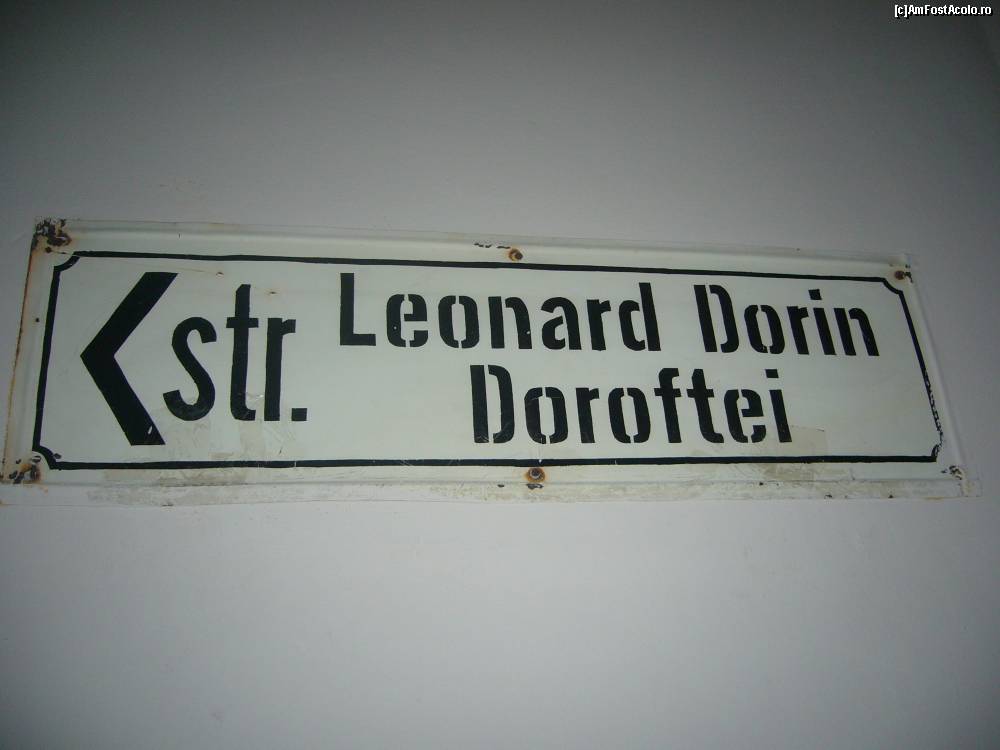 [c]AmFostAcolo.ro
str. Leonard Dorin
Doroftei